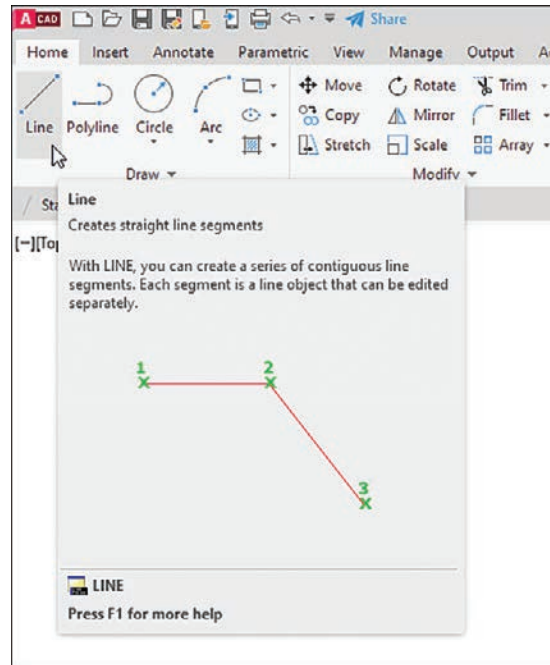 A CAD Share
Home Insert Annotate Parametric View Manage Output
Move Rotate Trim
Copy Mirror Fillet
Line Polyline Circle Arc
Stretch Scale Array
Draw Modify
Line
Creates straight line segments
[−][Top
With LINE, you can create a series of contiguous line
segments. Each segment is a line object that can be edited
separately.
1 2
3
LINE
Press F1 for more help